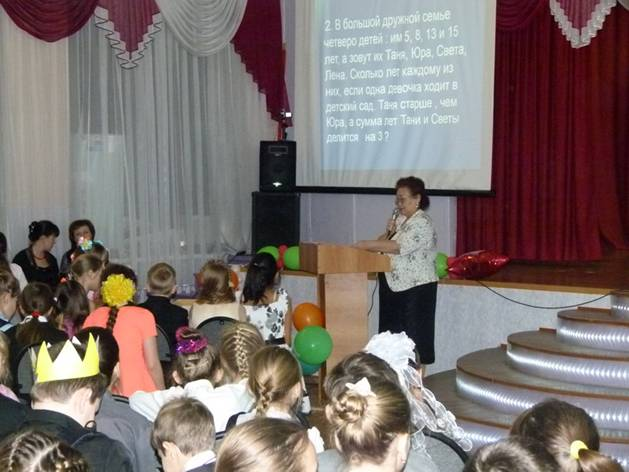 2. В большой дружной семье
четверо детей : им 5, 8, 13 и 15
лет, а зовут их Таня, Юра, Света,
Лена. Сколько лет каждому из
них, если одна девочка ходит в
детский сад. Таня старше , чем
Юра, а сумма лет Тани и Светы
делится на 3 ?